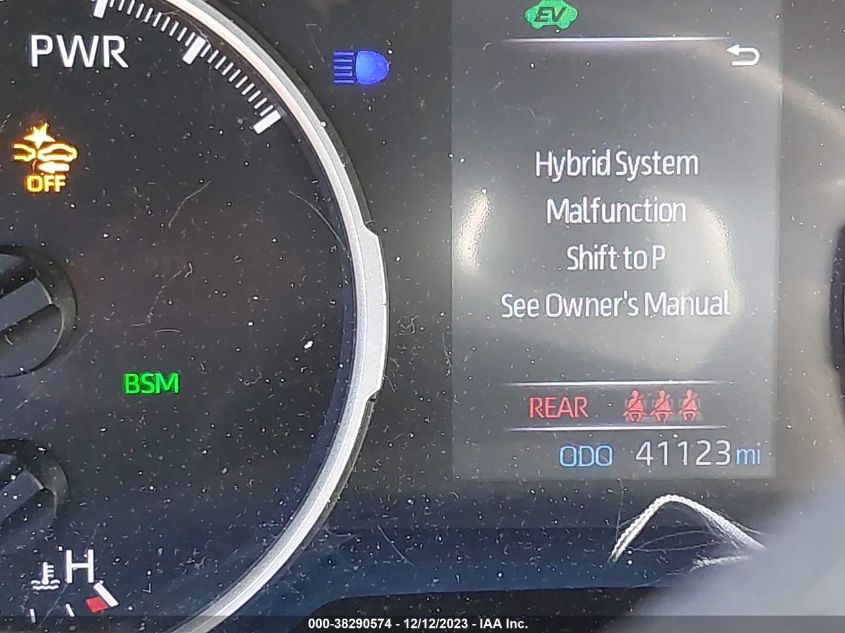 EV
PWR
OFF
Hybrid System
Malfunction
Shift to P
See Owner's Manual
BSM
REAR
ODO 41123 mi
H
000-38290574 - 12/12/2023 - IAA Inc.